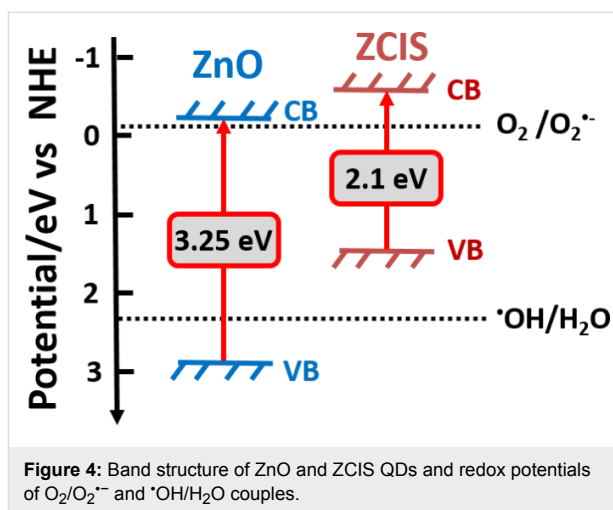 Potential/eV vs NHE
-1
0
1
2
3
ZnO
ZCIS
CB
CB
O₂ /O₂•-
3.25 eV
2.1 eV
VB
•OH/H₂O
VB
Figure 4: Band structure of ZnO and ZCIS QDs and redox potentials
of O₂/O₂•− and •OH/H₂O couples.